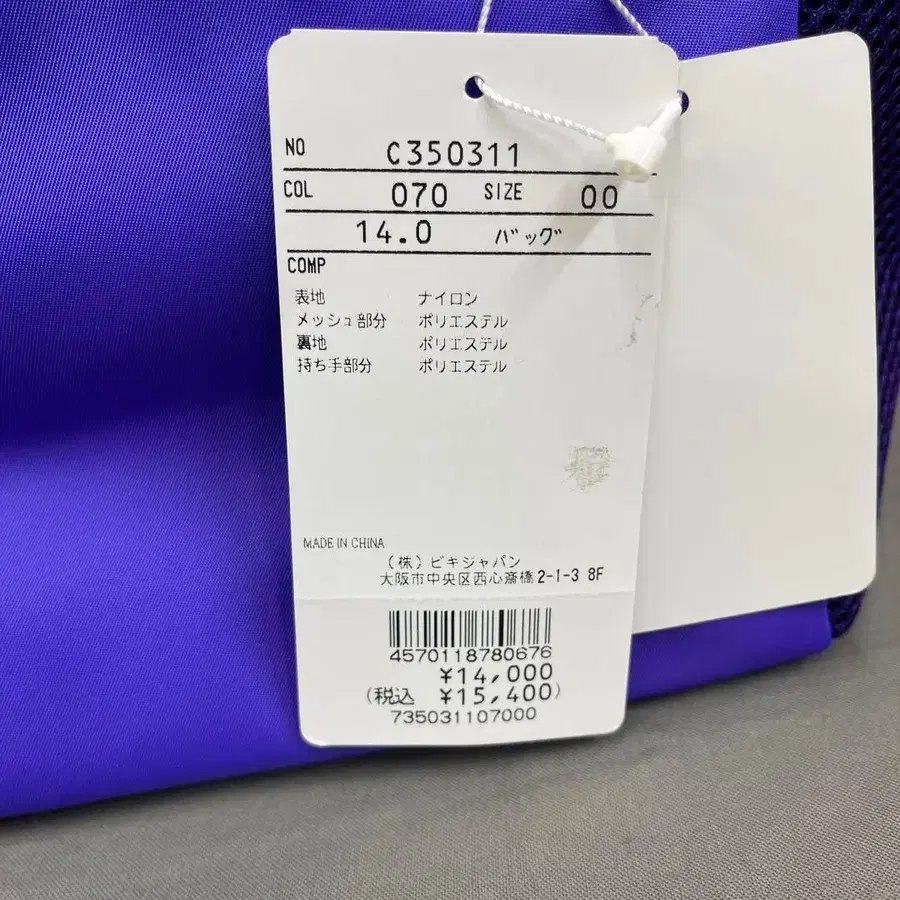 NO C350311
COL 070 SIZE 00
14.0 バッグ
COMP
表地 ナイロン
メッシュ部分 ポリエステル
裏地 ポリエステル
持ち手部分 ポリエステル
MADE IN CHINA
(株)ビキジャパン
大阪市中央区西心斎橋2-1-3 8F
4570118780676
¥14,000
(税込 ¥15,400)
735031107000